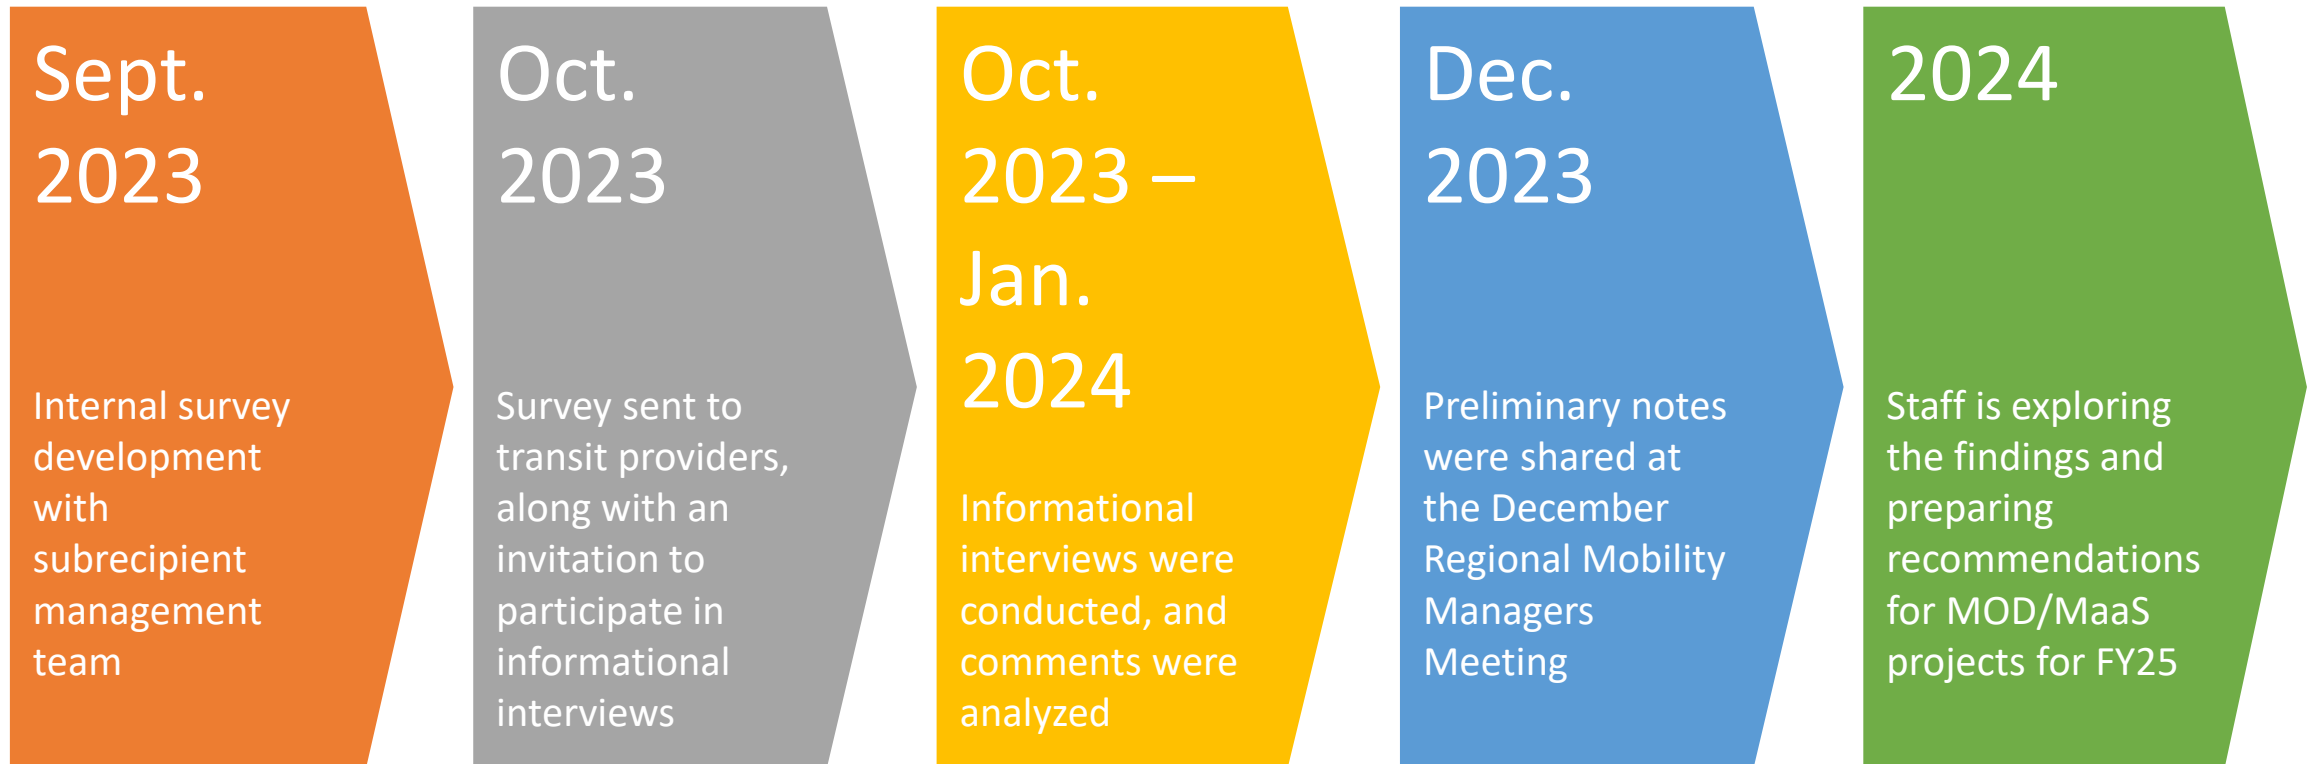 Sept.
2023
Internal survey
development
with
subrecipient
management
team
Oct.
2023
Survey sent to
transit providers,
along with an
invitation to
participate in
informational
interviews
Oct.
2023 –
Jan.
2024
Informational
interviews were
conducted, and
comments were
analyzed
Dec.
2023
Preliminary notes
were shared at
the December
Regional Mobility
Managers
Meeting
2024
Staff is exploring
the findings and
preparing
recommendations
for MOD/MaaS
projects for FY25